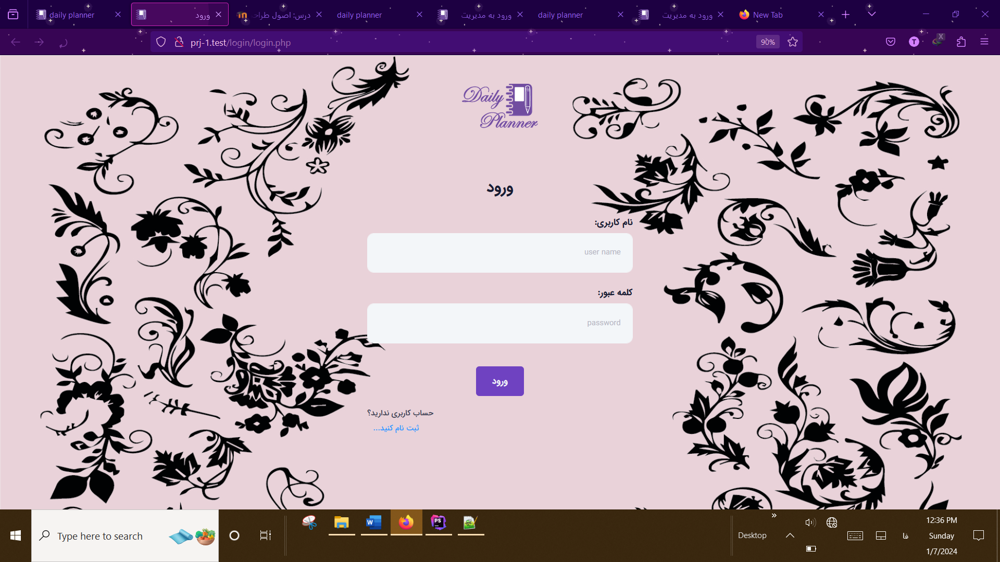 daily planner
ورود
درس: اصول طراحی
daily planner
ورود به مدیریت
daily planner
ورود به مدیریت
New Tab
prj-1.test/login/login.php
90%
T
X
Daily
Planner
ورود
نام کاربری:
user name
کلمه عبور:
password
ورود
حساب کاربری ندارید؟
ثبت نام کنید...
Type here to search
W
PS
Desktop
فا
12:36 PM
Sunday
1/7/2024